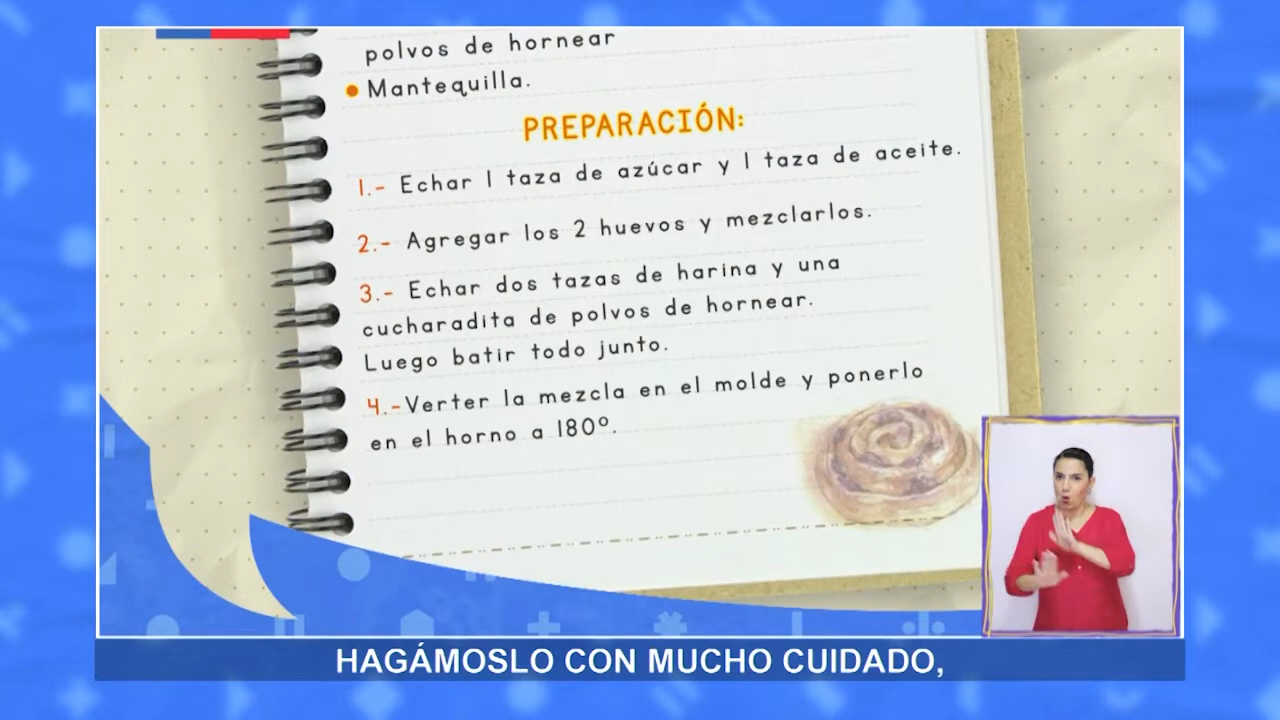 polvos de hornear
Mantequilla.
PREPARACIÓN:
1.- Echar 1 taza de azúcar y 1 taza de aceite.
2.- Agregar los 2 huevos y mezclarlos.
3.- Echar dos tazas de harina y una
cucharadita de polvos de hornear.
Luego batir todo junto.
4.-Verter la mezcla en el molde y ponerlo
en el horno a 180º.
HAGÁMOSLO CON MUCHO CUIDADO,